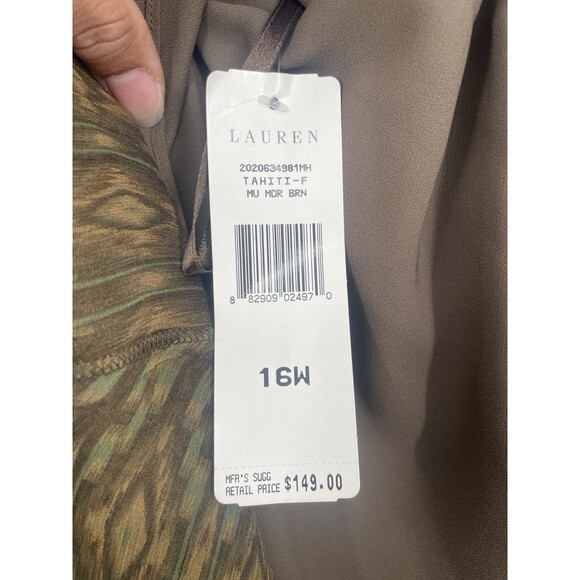 LAUREN
2020634981MH
TAHITI-F
MU MDR BRN
8 82909 02497 0
16W
MFR'S SUGG
RETAIL PRICE $149.00